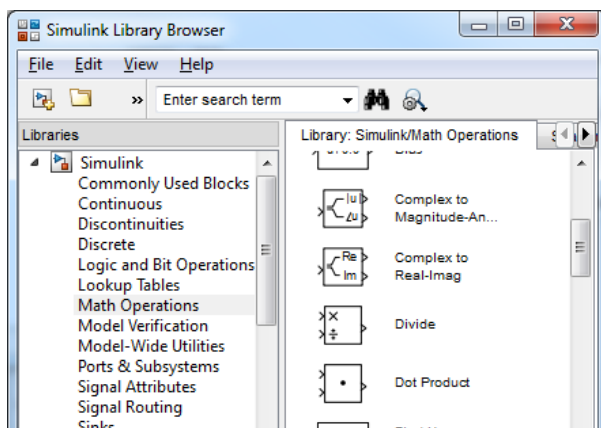 Simulink Library Browser
File Edit View Help
» Enter search term
Libraries
Library: Simulink/Math Operations
Simulink
Commonly Used Blocks
Continuous
Discontinuities
Discrete
Logic and Bit Operations
Lookup Tables
Math Operations
Model Verification
Model-Wide Utilities
Ports & Subsystems
Signal Attributes
Signal Routing
Sinks
Bias
|u|
∠u
Complex to
Magnitude-An...
Re
Im
Complex to
Real-Imag
×
÷
Divide
Dot Product